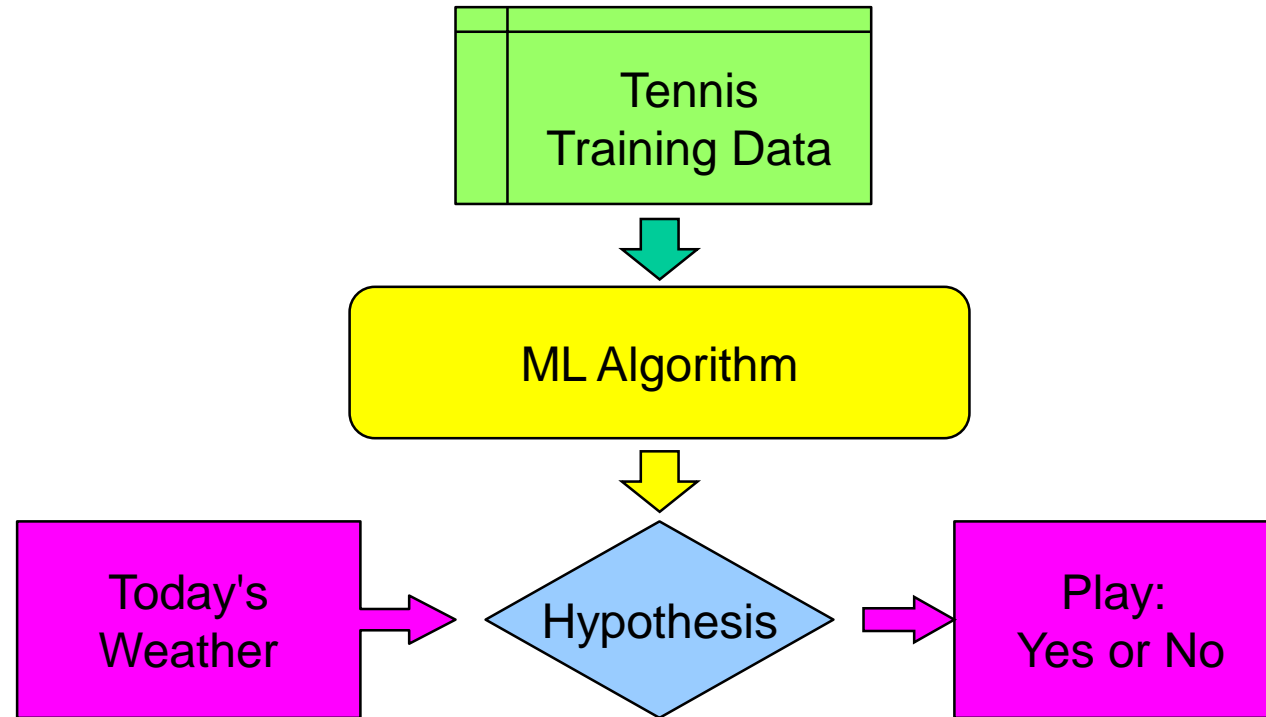 Tennis
Training Data
ML Algorithm
Today's
Weather
Hypothesis
Play:
Yes or No